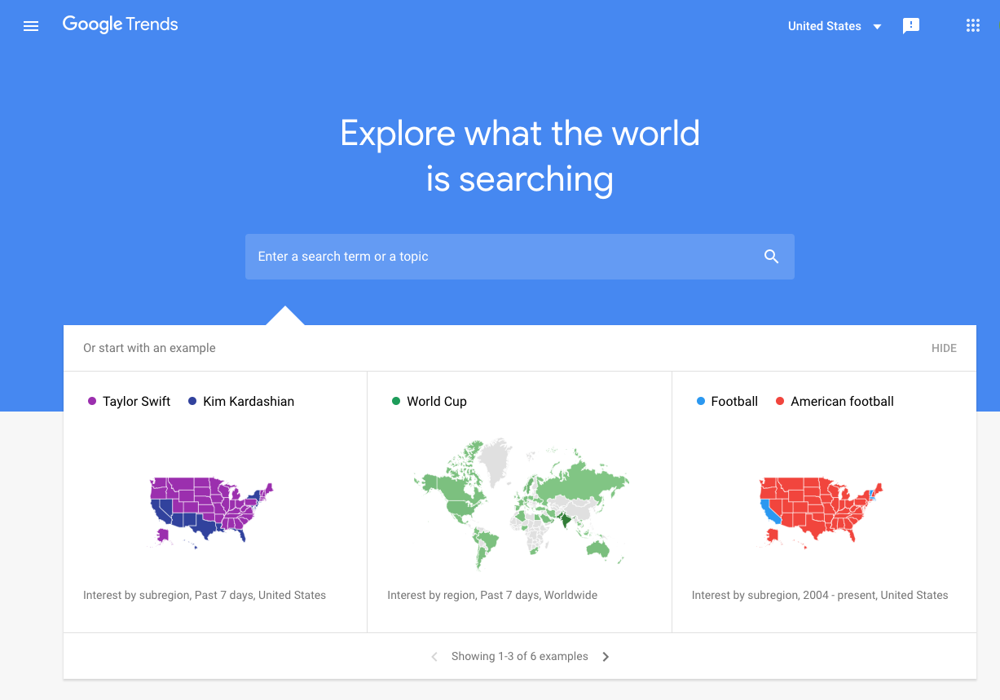 Google Trends
United States
Explore what the world
is searching
Enter a search term or a topic
Or start with an example
HIDE
Taylor Swift
Kim Kardashian
World Cup
Football
American football
Interest by subregion, Past 7 days, United States
Interest by region, Past 7 days, Worldwide
Interest by subregion, 2004 - present, United States
Showing 1-3 of 6 examples